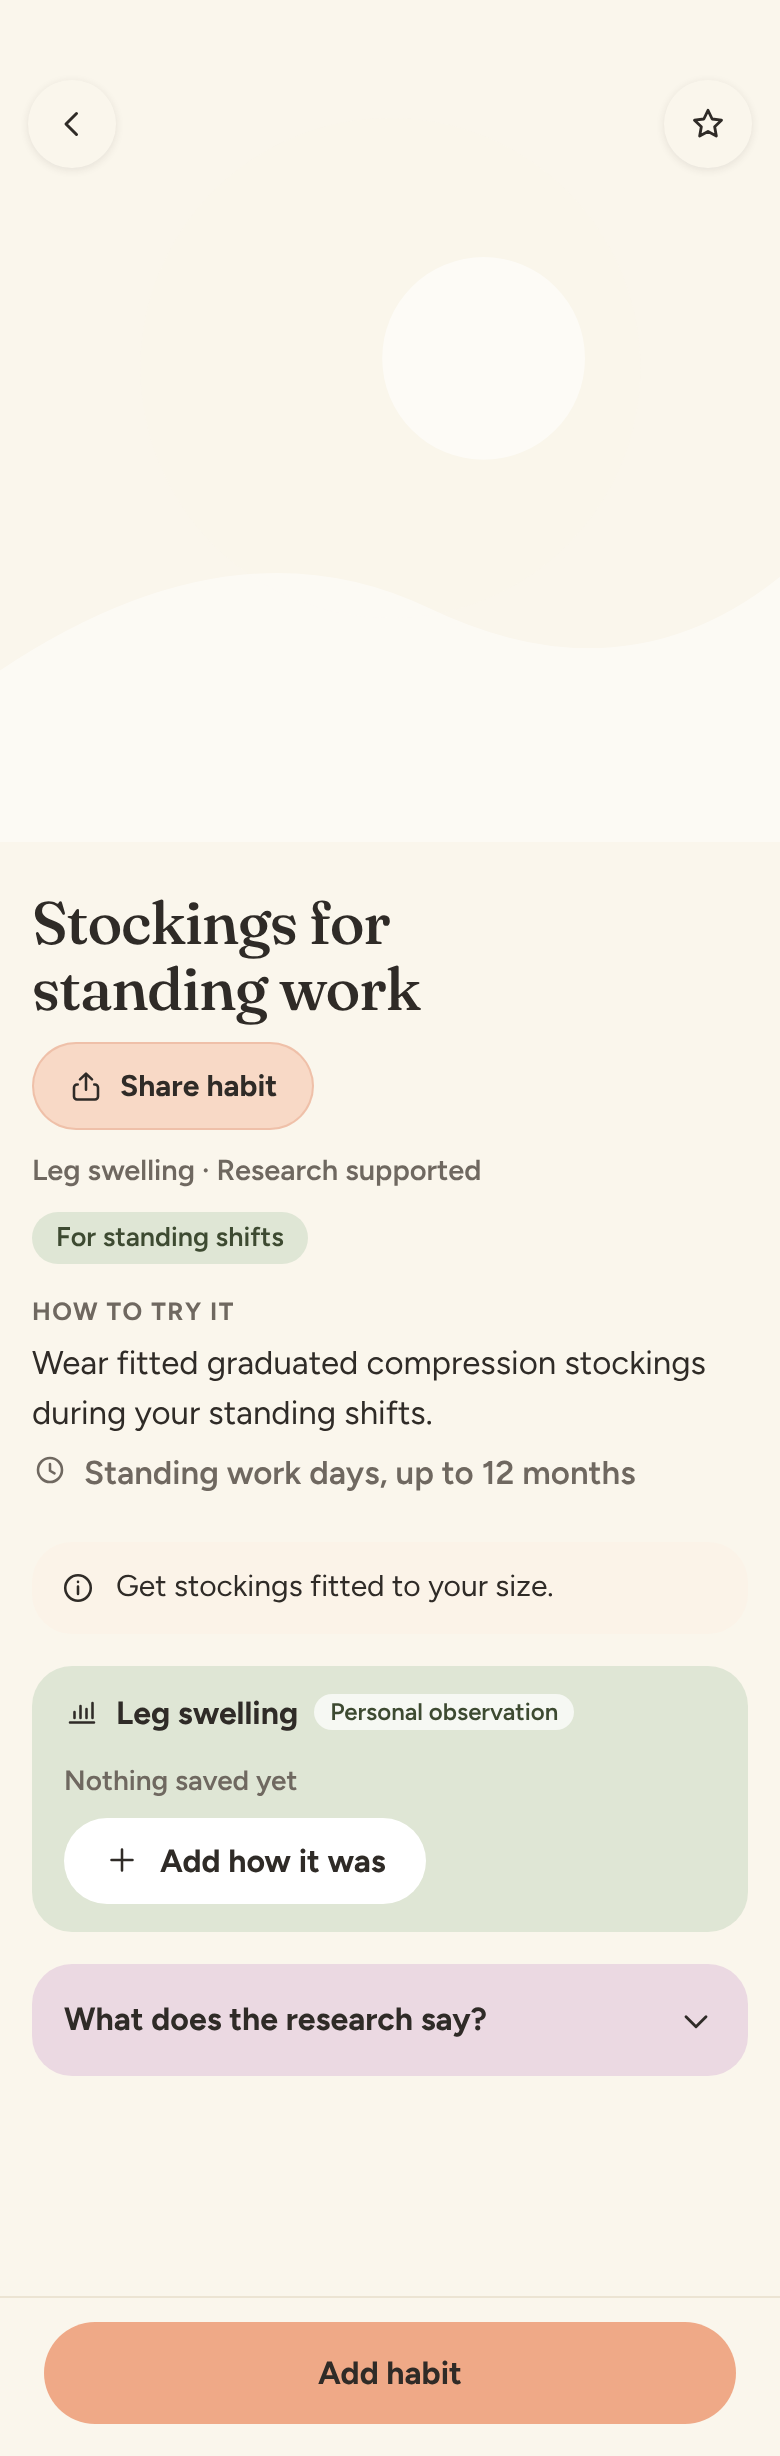 Stockings for
standing work
Share habit
Leg swelling · Research supported
For standing shifts
HOW TO TRY IT
Wear fitted graduated compression stockings
during your standing shifts.
Standing work days, up to 12 months
Get stockings fitted to your size.
Leg swelling
Personal observation
Nothing saved yet
Add how it was
What does the research say?
Add habit